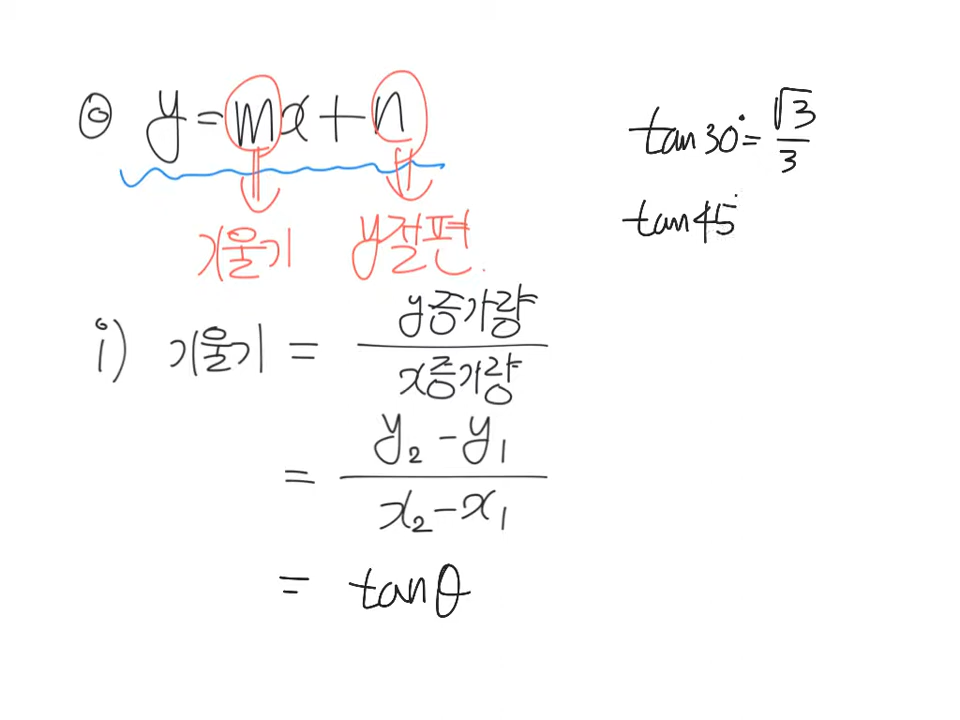 ⊙ y=mx+n
기울기 y절편.
i) 기울기 = y증가량 / x증가량
= y₂-y₁ / x₂-x₁
= tanθ
tan30°= √3 / 3
tan45°